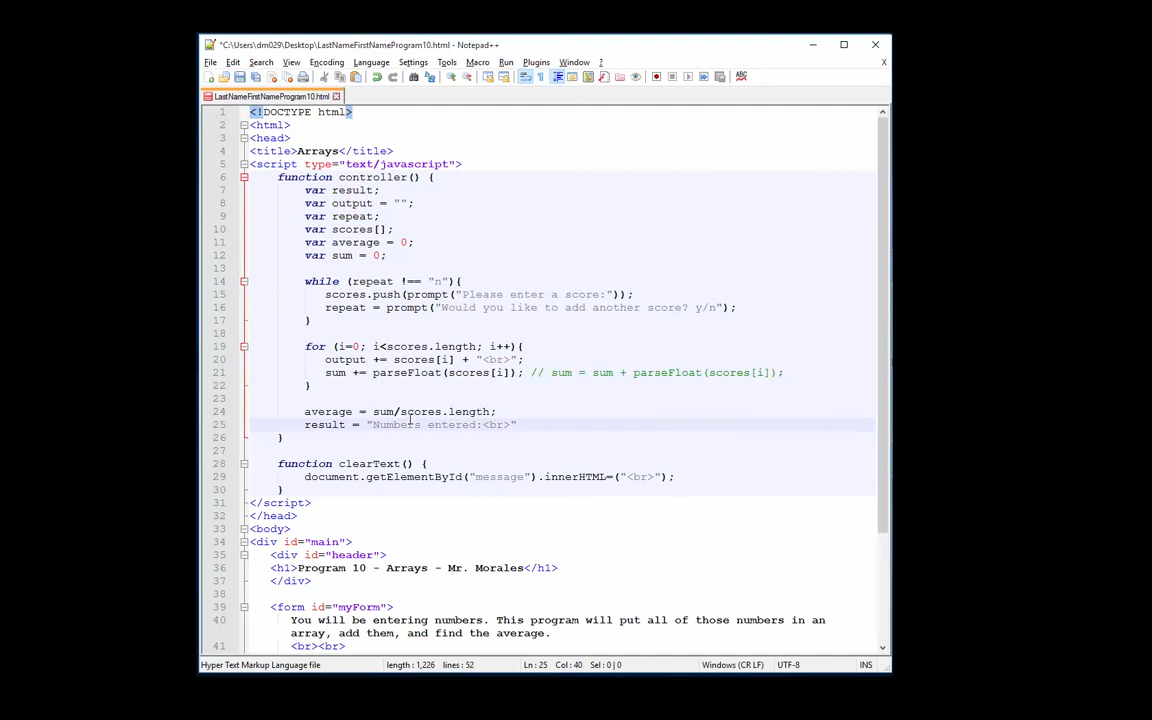 *C:\Users\dm029\Desktop\LastNameFirstNameProgram10.html - Notepad++
File Edit Search View Encoding Language Settings Tools Macro Run Plugins Window ? X
LastNameFirstNameProgram10.html
1 <!DOCTYPE html>
2 <html>
3 <head>
4 <title>Arrays</title>
5 <script type="text/javascript">
6 function controller() {
7 var result;
8 var output = "";
9 var repeat;
10 var scores[];
11 var average = 0;
12 var sum = 0;
13
14 while (repeat !== "n"){
15 scores.push(prompt("Please enter a score:"));
16 repeat = prompt("Would you like to add another score? y/n");
17 }
18
19 for (i=0; i<scores.length; i++){
20 output += scores[i] + "<br>";
21 sum += parseFloat(scores[i]); // sum = sum + parseFloat(scores[i]);
22 }
23
24 average = sum/scores.length;
25 result = "Numbers entered:<br>"
26 }
27
28 function clearText() {
29 document.getElementById("message").innerHTML=("<br>");
30 }
31 </script>
32 </head>
33 <body>
34 <div id="main">
35 <div id="header">
36 <h1>Program 10 - Arrays - Mr. Morales</h1>
37 </div>
38
39 <form id="myForm">
40 You will be entering numbers. This program will put all of those numbers in an
array, add them, and find the average.
41 <br><br>
Hyper Text Markup Language file length : 1,226 lines : 52 Ln : 25 Col : 40 Sel : 0 | 0 Windows (CR LF) UTF-8 INS